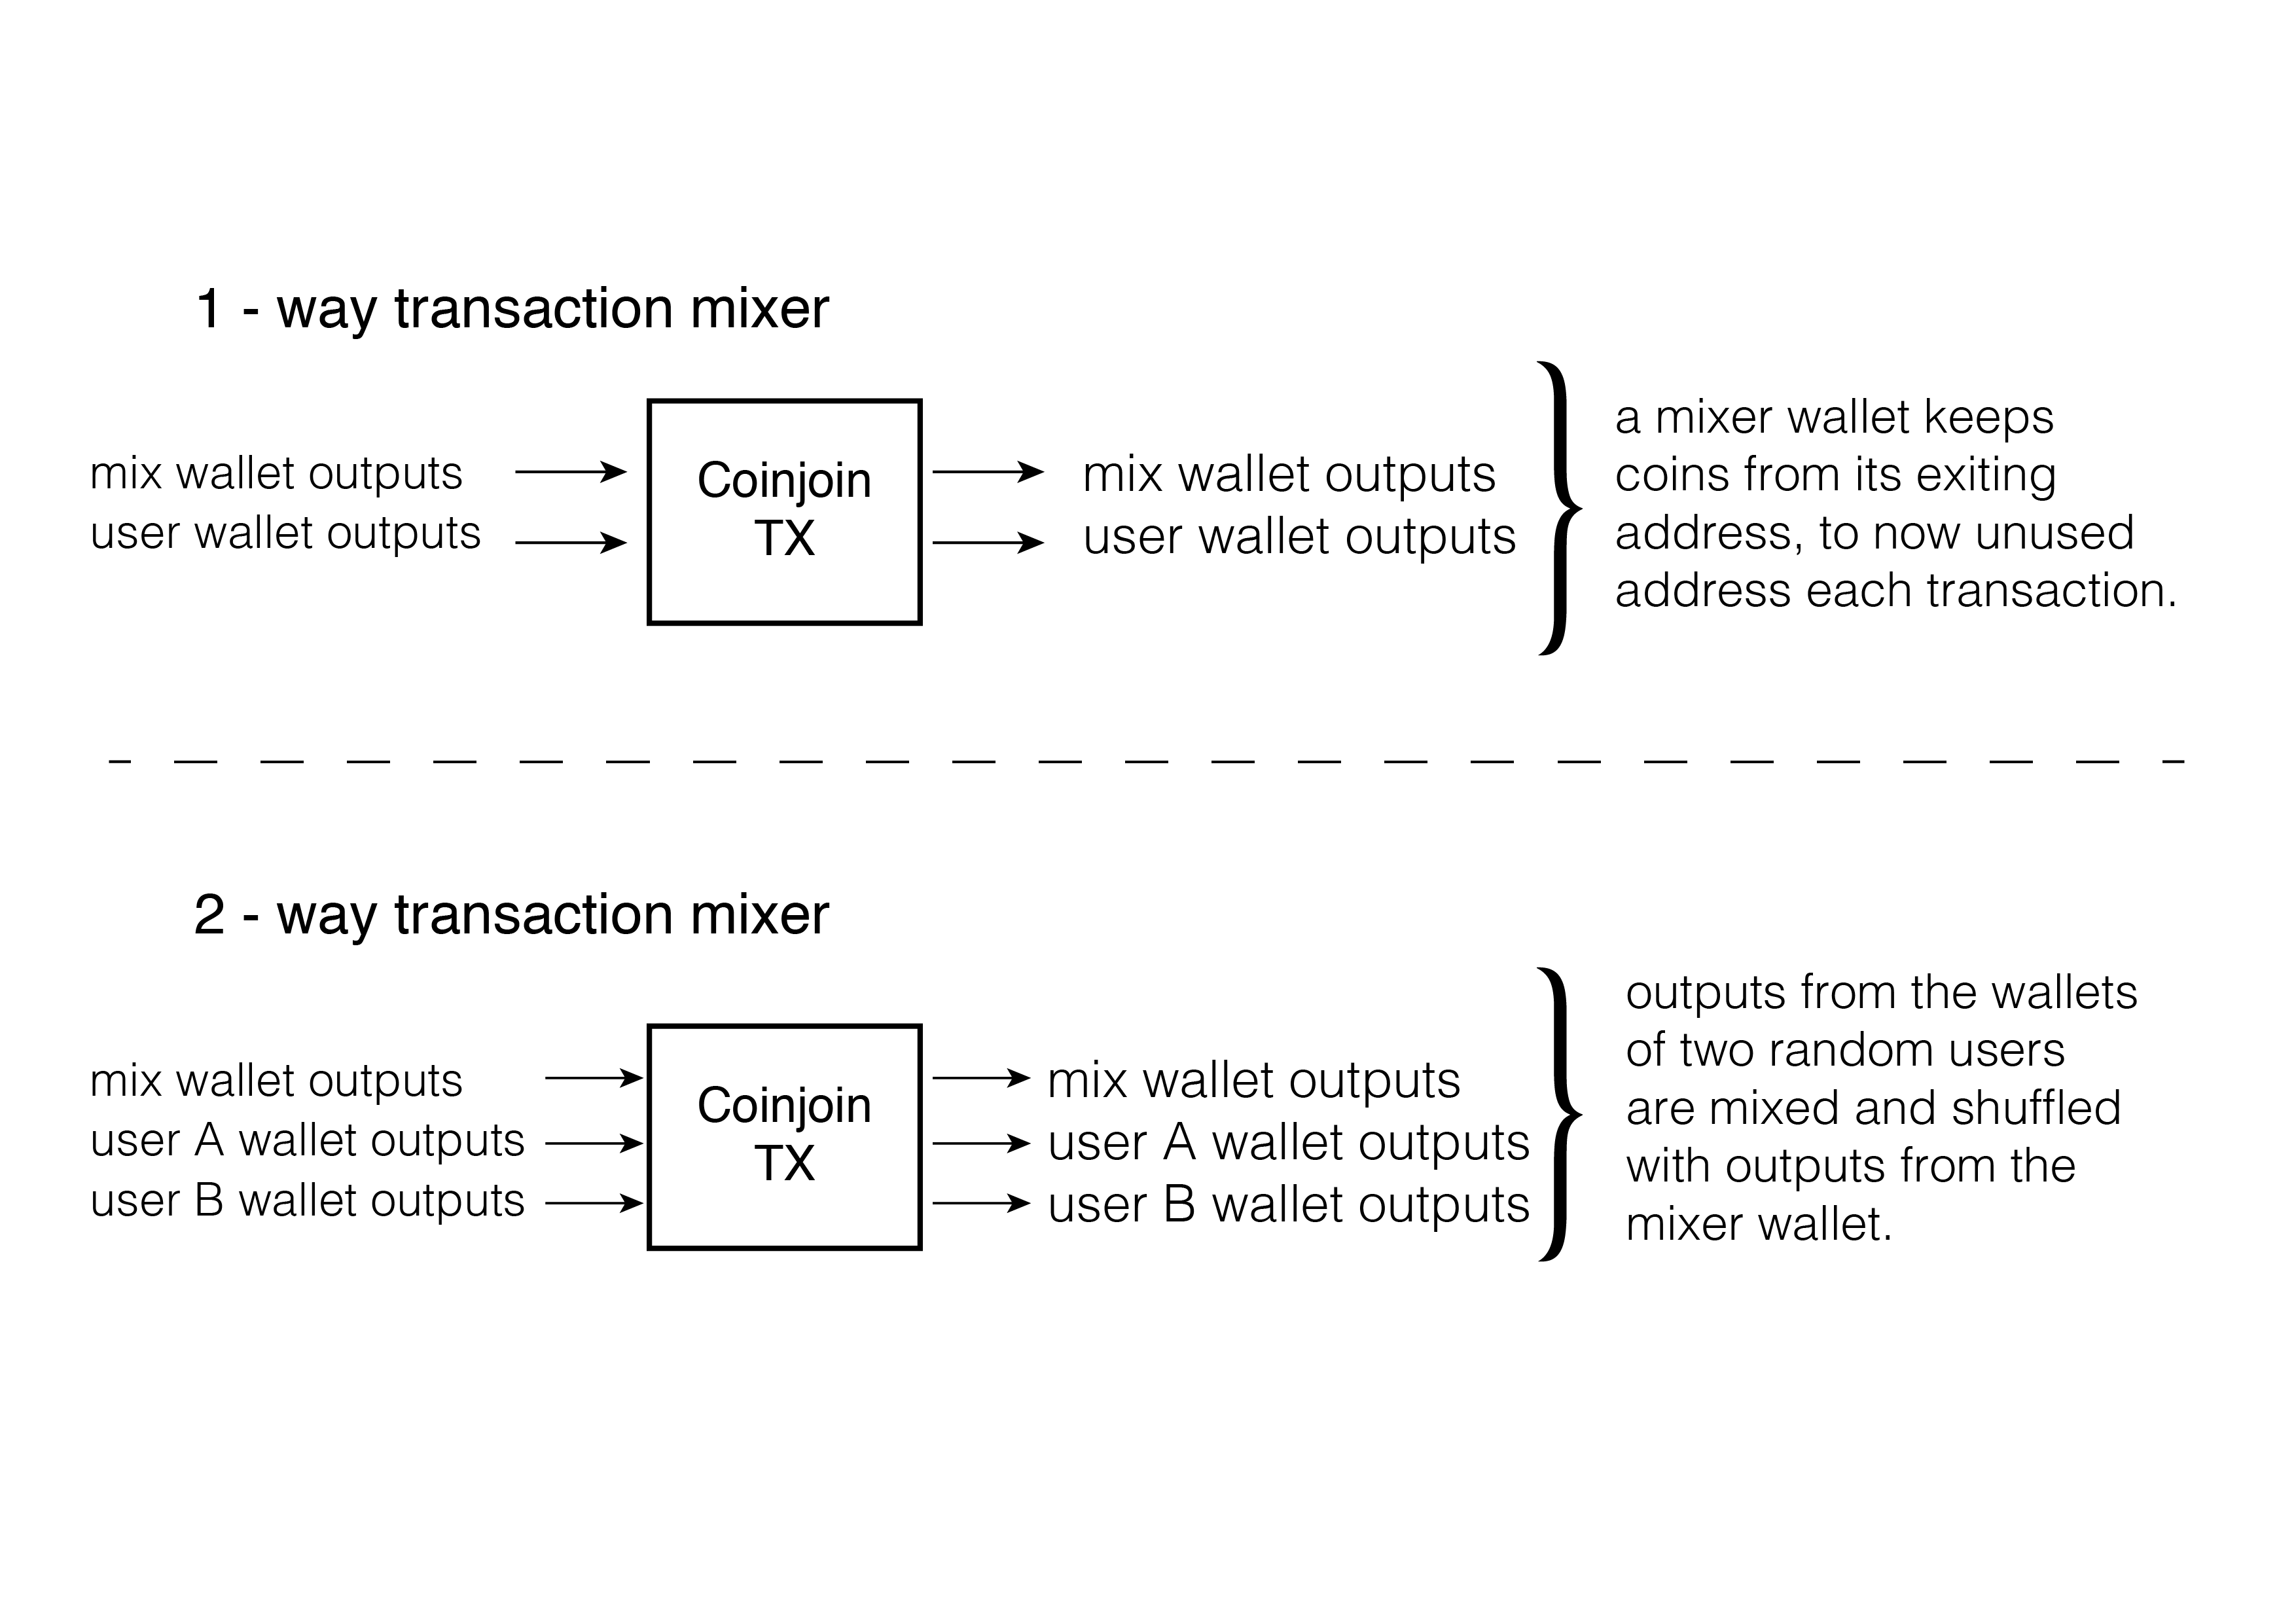 1 - way transaction mixer
mix wallet outputs
user wallet outputs
Coinjoin
TX
mix wallet outputs
user wallet outputs
a mixer wallet keeps
coins from its exiting
address, to now unused
address each transaction.
2 - way transaction mixer
mix wallet outputs
user A wallet outputs
user B wallet outputs
Coinjoin
TX
mix wallet outputs
user A wallet outputs
user B wallet outputs
outputs from the wallets
of two random users
are mixed and shuffled
with outputs from the
mixer wallet.